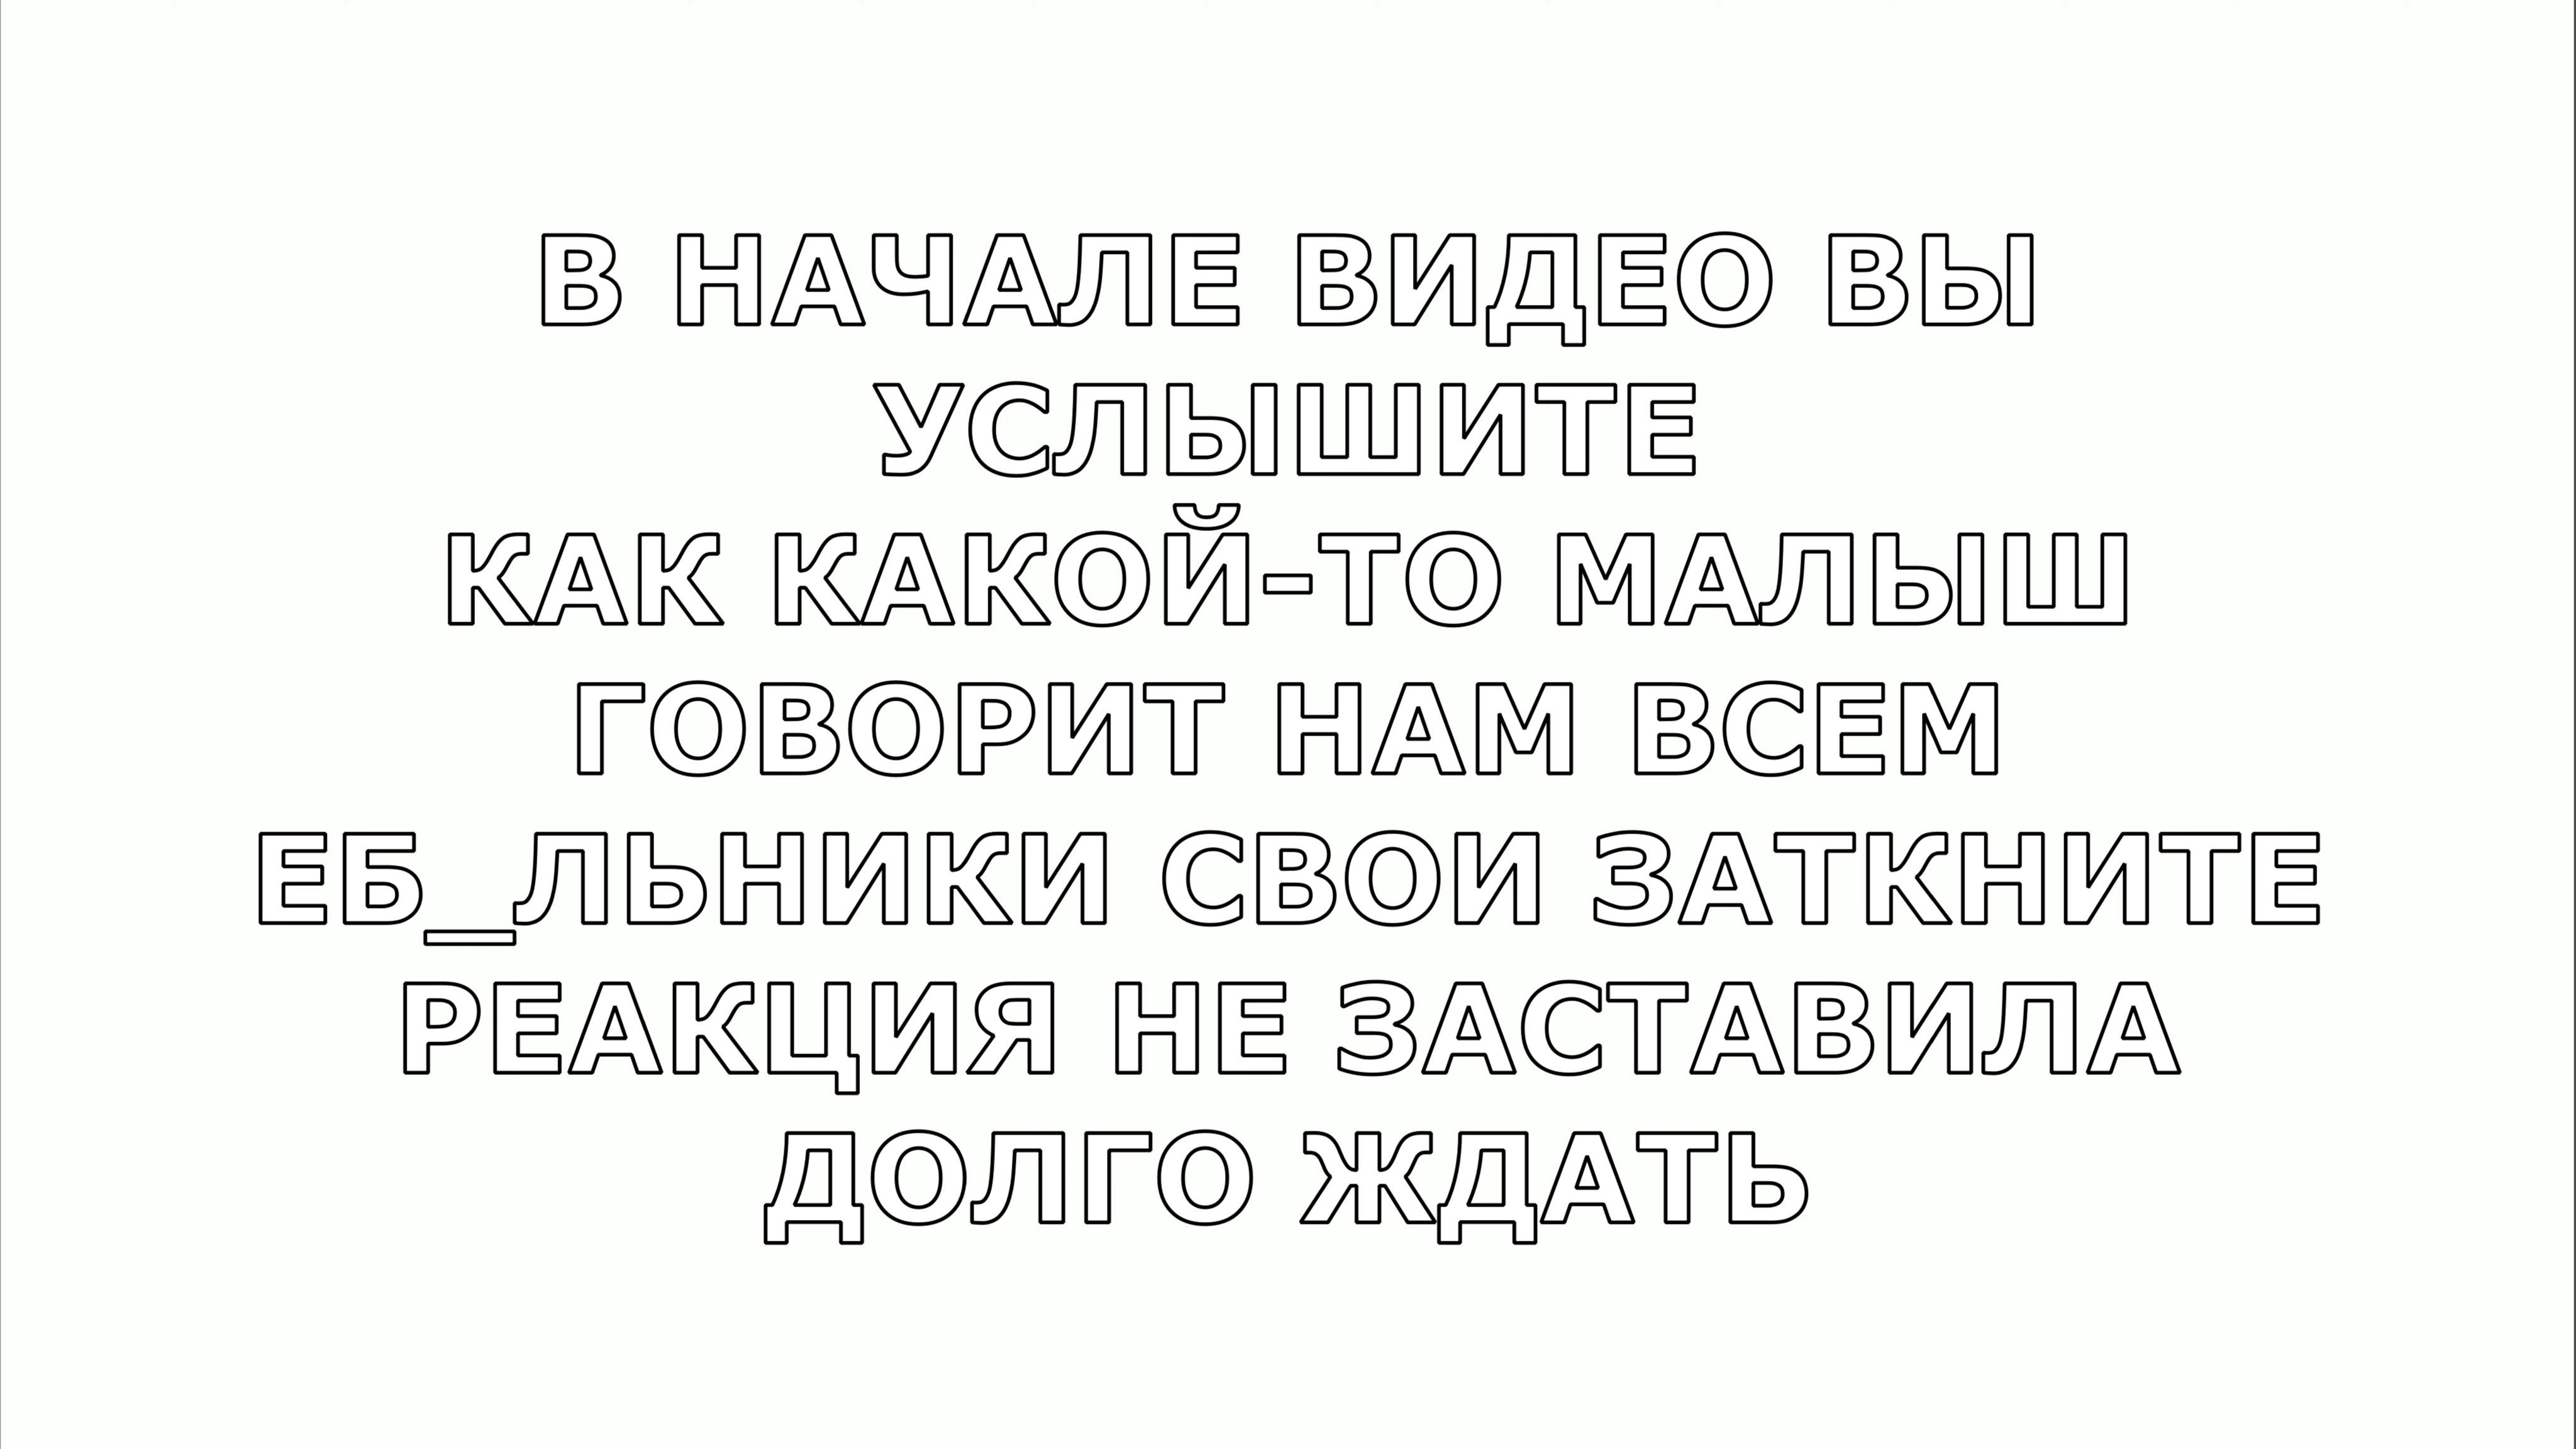 В НАЧАЛЕ ВИДЕО ВЫ
УСЛЫШИТЕ
КАК КАКОЙ-ТО МАЛЫШ
ГОВОРИТ НАМ ВСЕМ
ЕБ_ЛЬНИКИ СВОИ ЗАТКНИТЕ
РЕАКЦИЯ НЕ ЗАСТАВИЛА
ДОЛГО ЖДАТЬ